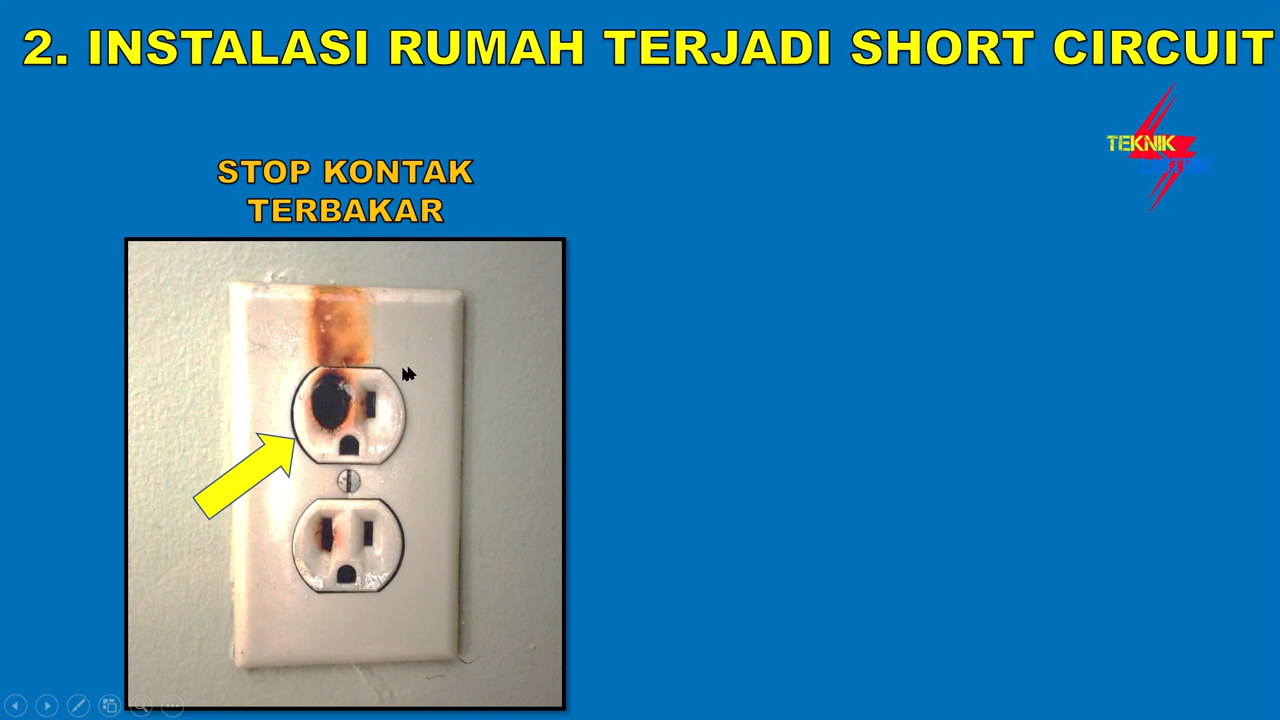 2. INSTALASI RUMAH TERJADI SHORT CIRCUIT
TEKNIK
STOP KONTAK
TERBAKAR